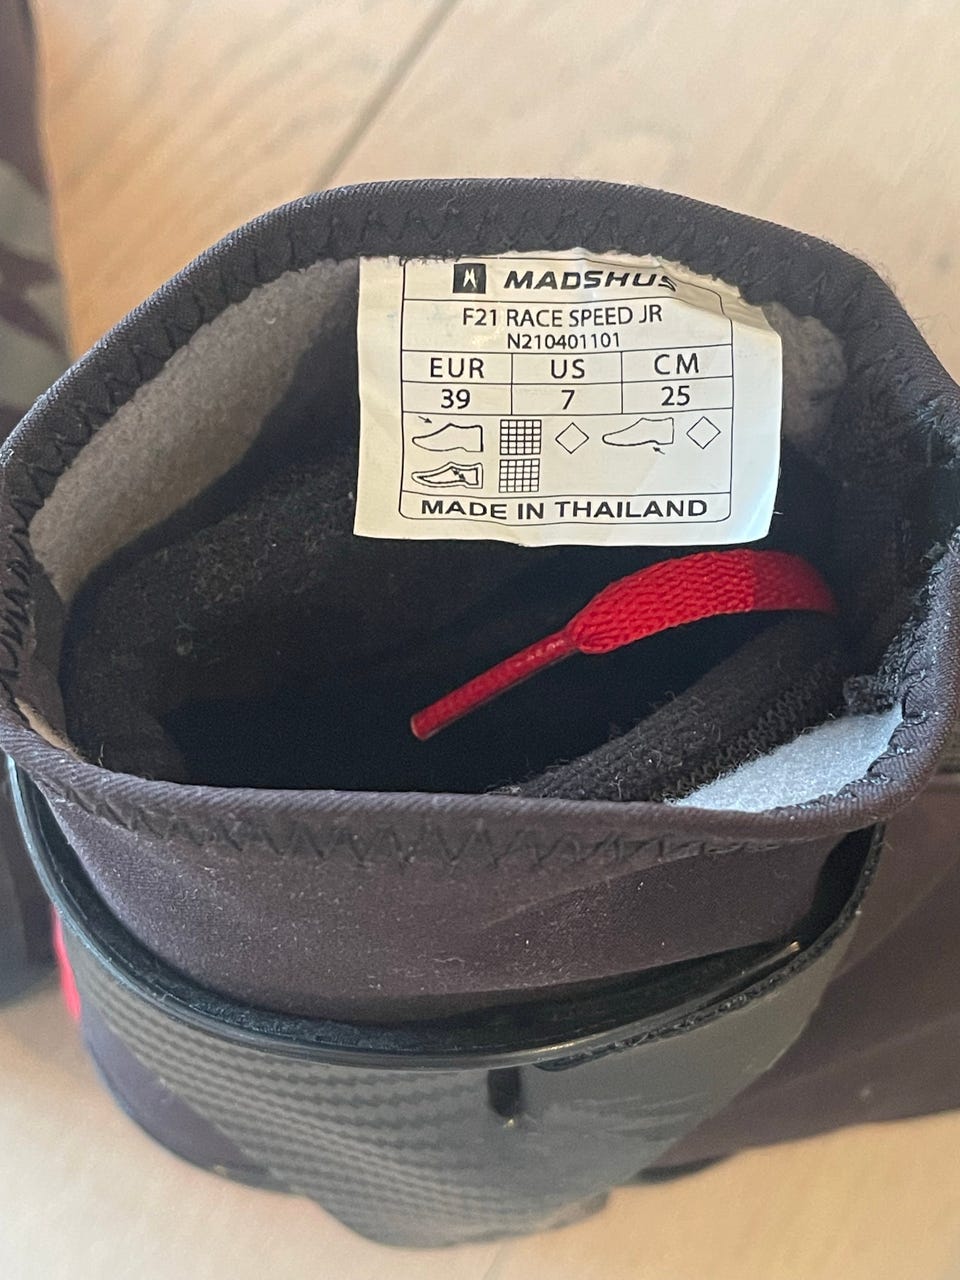 MADSHUS
F21 RACE SPEED JR
N210401101
EUR US CM
39 7 25
MADE IN THAILAND